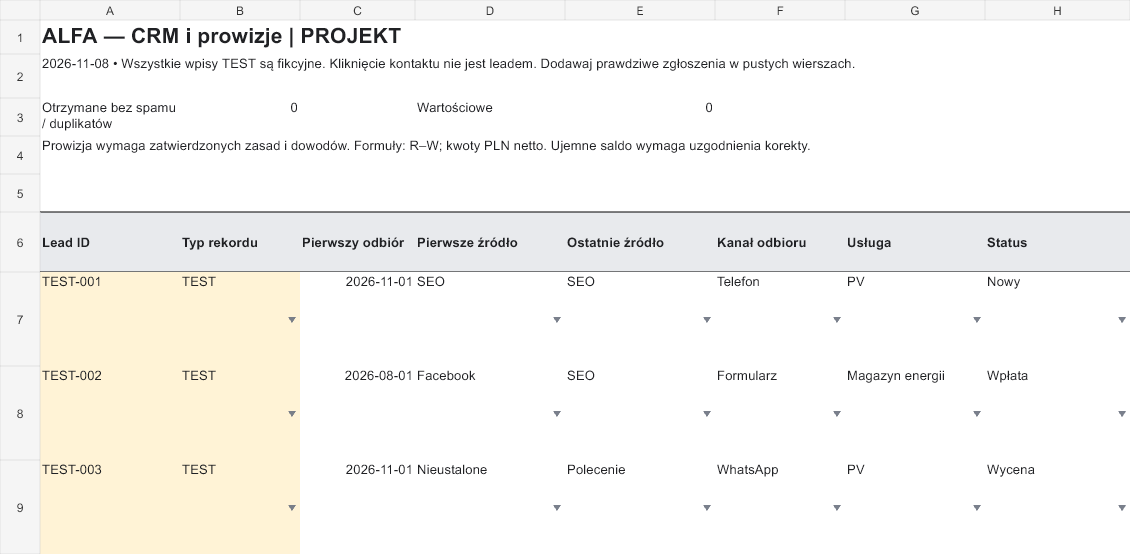 A B C D E F G H
1 ALFA — CRM i prowizje | PROJEKT
2 2026-11-08 • Wszystkie wpisy TEST są fikcyjne. Kliknięcie kontaktu nie jest leadem. Dodawaj prawdziwe zgłoszenia w pustych wierszach.
3 Otrzymane bez spamu / duplikatów 0 Wartościowe 0
4 Prowizja wymaga zatwierdzonych zasad i dowodów. Formuły: R–W; kwoty PLN netto. Ujemne saldo wymaga uzgodnienia korekty.
5
6 Lead ID Typ rekordu Pierwszy odbiór Pierwsze źródło Ostatnie źródło Kanał odbioru Usługa Status
7 TEST-001 TEST 2026-11-01 SEO SEO Telefon PV Nowy
8 TEST-002 TEST 2026-08-01 Facebook SEO Formularz Magazyn energii Wpłata
9 TEST-003 TEST 2026-11-01 Nieustalone Polecenie WhatsApp PV Wycena